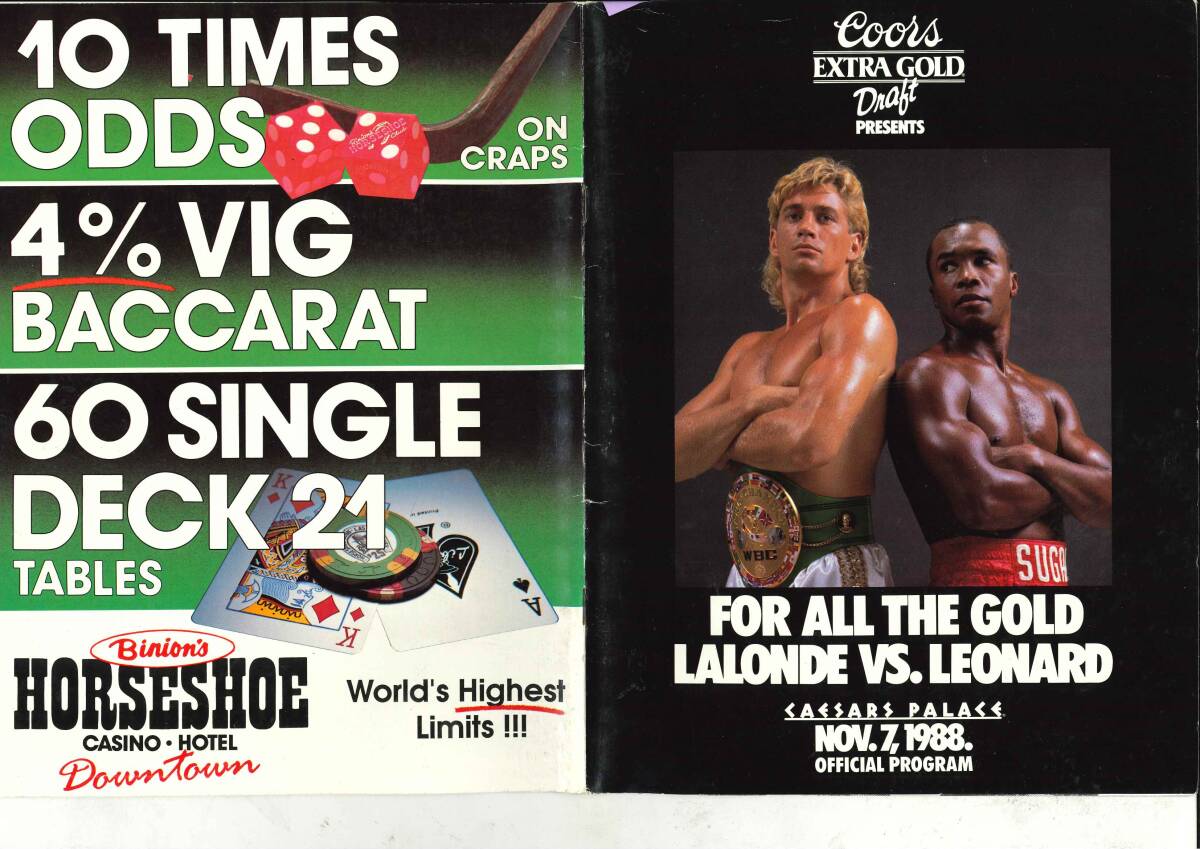 10 TIMES
ODDS
ON
CRAPS
HORSESHOE
4% VIG
BACCARAT
60 SINGLE
DECK 21
TABLES
K
K
A
Binion's
HORSESHOE
CASINO • HOTEL
Downtown
World's Highest
Limits !!!
Coors
EXTRA GOLD
Draft
PRESENTS
WBC
SUGA
FOR ALL THE GOLD
LALONDE VS. LEONARD
CAESARS PALACE
NOV. 7, 1988.
OFFICIAL PROGRAM